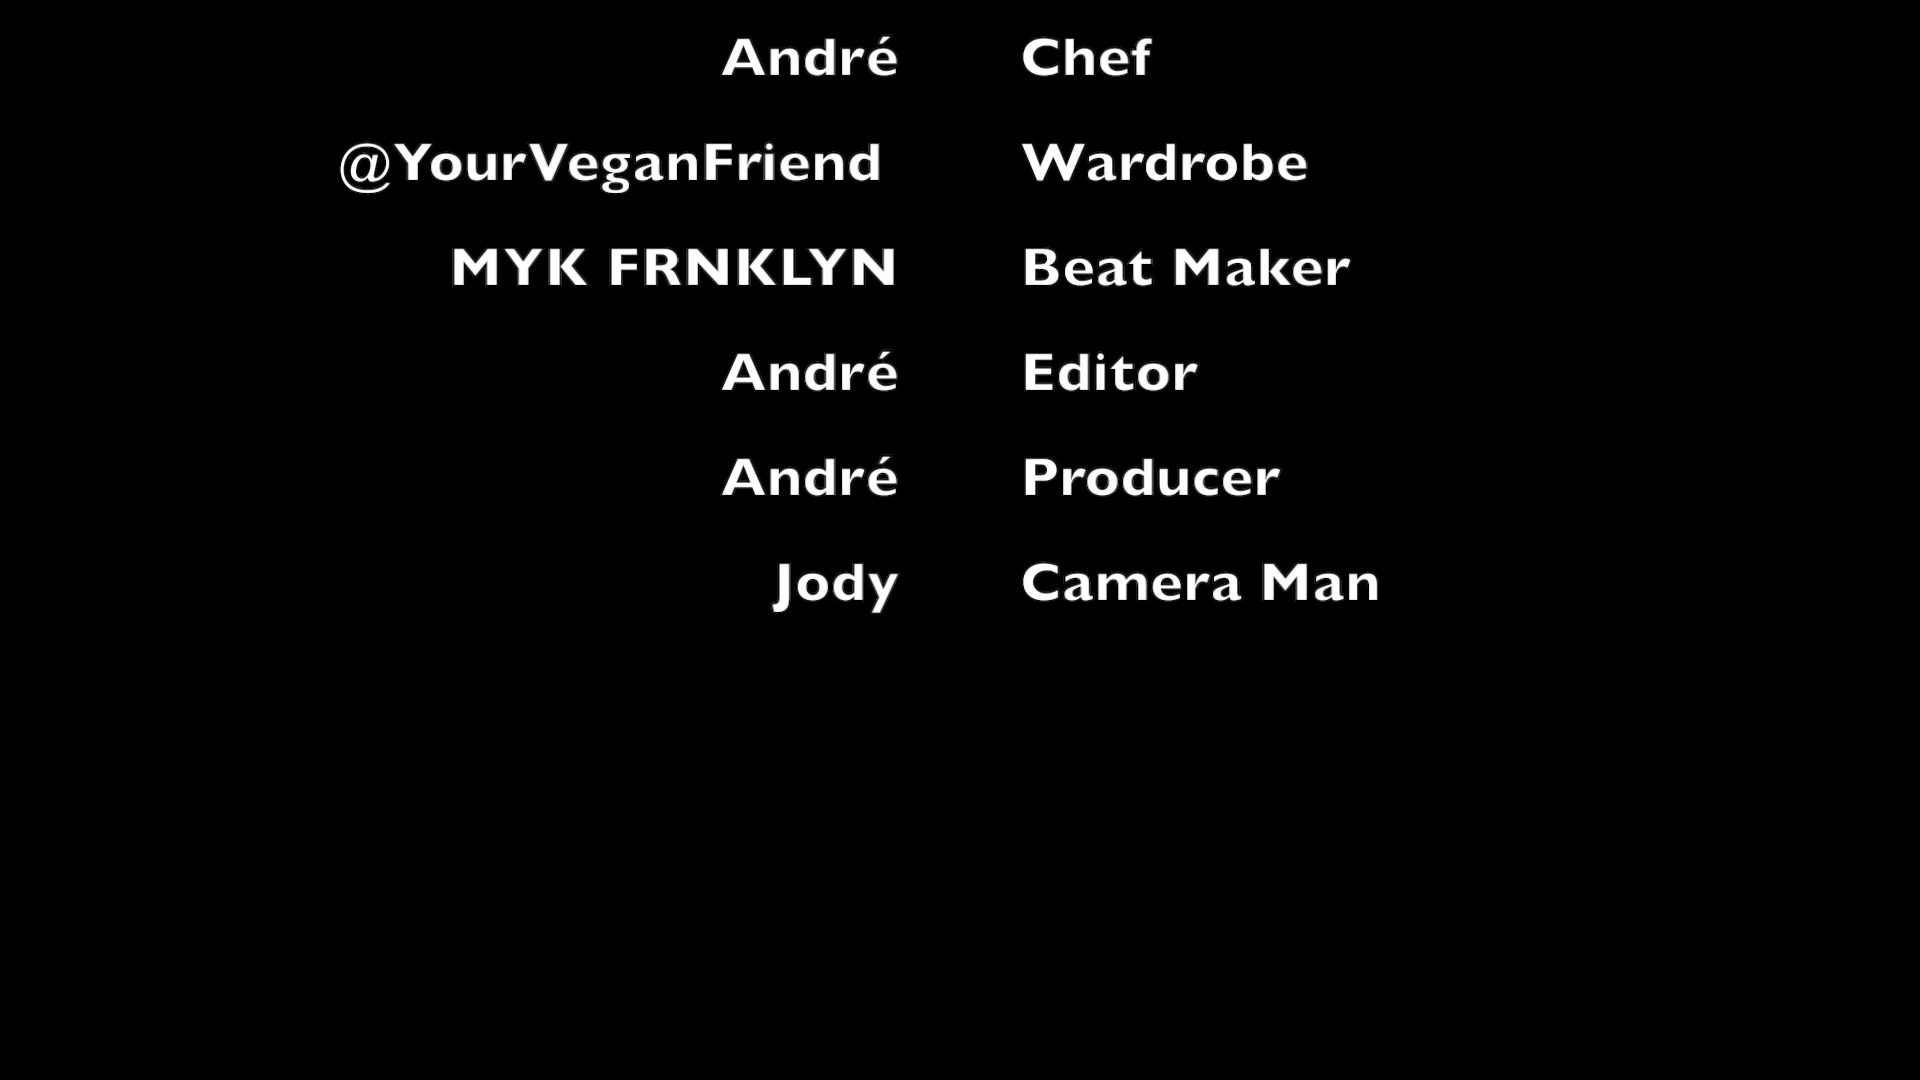 André Chef
@YourVeganFriend Wardrobe
MYK FRNKLYN Beat Maker
André Editor
André Producer
Jody Camera Man